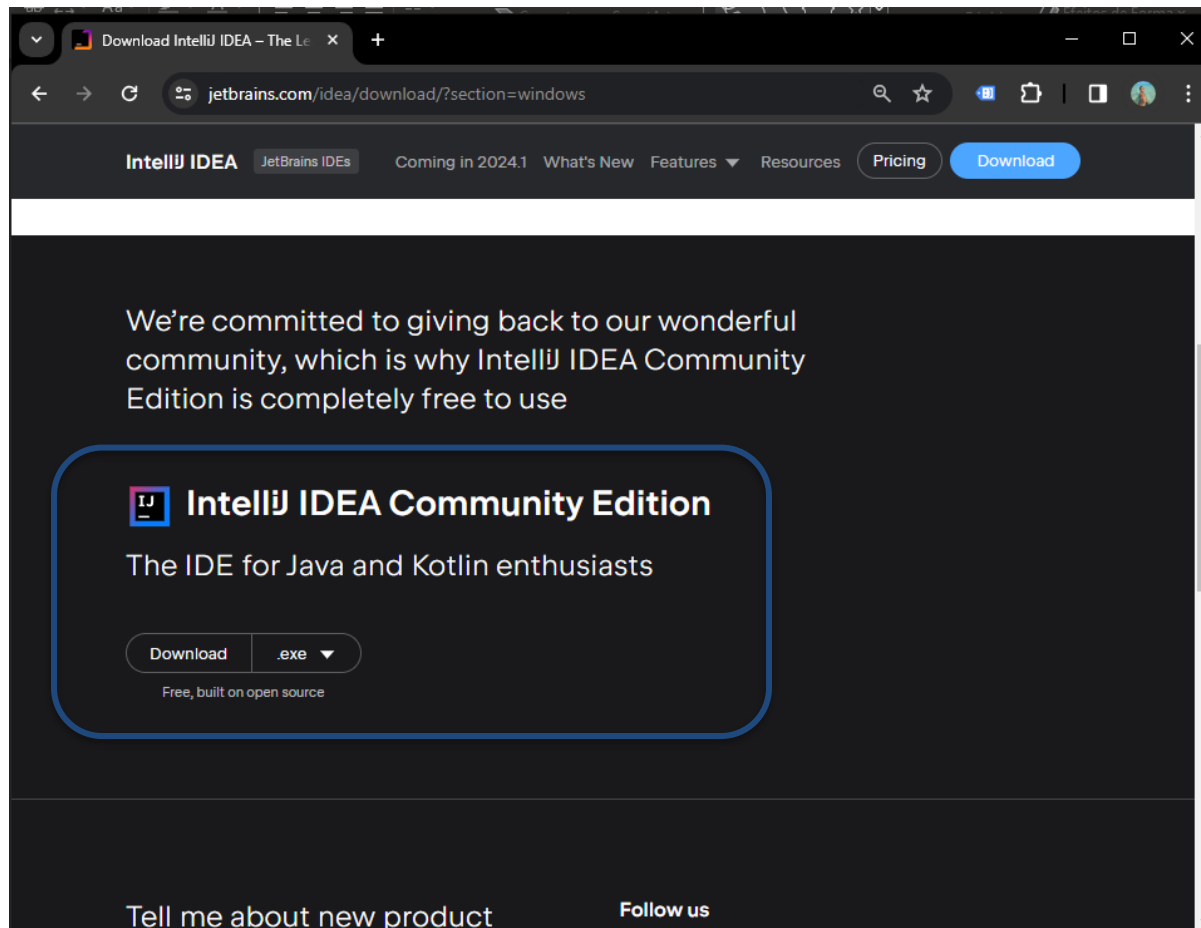 Download IntelliJ IDEA – The Le
jetbrains.com/idea/download/?section=windows
IntelliJ IDEA JetBrains IDEs Coming in 2024.1 What's New Features Resources Pricing Download
We’re committed to giving back to our wonderful
community, which is why IntelliJ IDEA Community
Edition is completely free to use
IJ IntelliJ IDEA Community Edition
The IDE for Java and Kotlin enthusiasts
Download .exe
Free, built on open source
Tell me about new product
Follow us